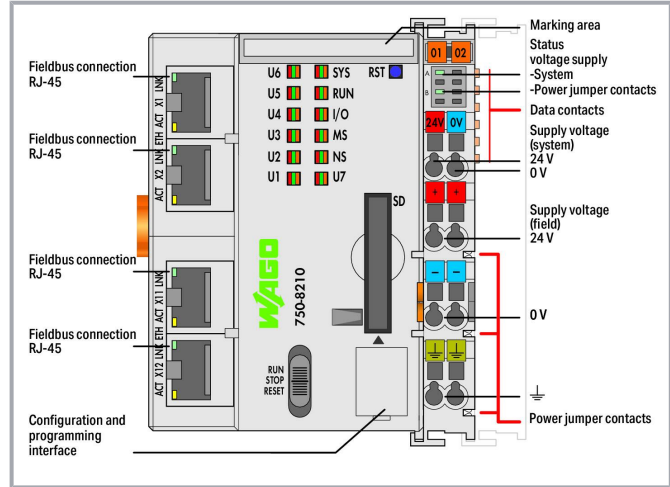 Fieldbus connection
RJ-45
Fieldbus connection
RJ-45
Fieldbus connection
RJ-45
Fieldbus connection
RJ-45
Configuration and
programming
interface
ACT X1 LNK
ETH
ACT X2 LNK
ACT X11 LNK
ETH
ACT X12 LNK
U6 SYS RST
U5 RUN
U4 I/O
U3 MS
U2 NS
U1 U7
SD
WAGO
750-8210
RUN
STOP
RESET
01 02
A
B
24V 0V
+ +
− −
Marking area
Status
voltage supply
-System
-Power jumper contacts
Data contacts
Supply voltage
(system)
24 V
0 V
Supply voltage
(field)
24 V
0 V
Power jumper contacts